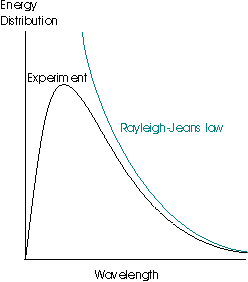 Energy
Distribution
Experiment
Rayleigh-Jeans law
Wavelength